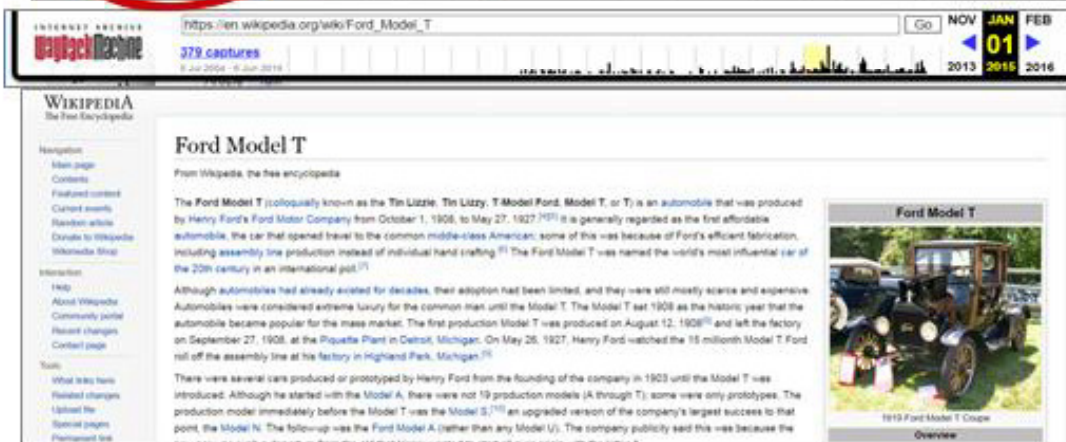 INTERNET ARCHIVE
WayBackMachine
https://en.wikipedia.org/wiki/Ford_Model_T
Go
NOV JAN FEB
379 captures
01
2013 2015 2016
WIKIPEDIA
The Free Encyclopedia
Navigation
Main page
Contents
Featured content
Current events
Random article
Donate to Wikipedia
Wikimedia Shop
Interaction
Help
About Wikipedia
Community portal
Recent changes
Contact page
Tools
What links here
Related changes
Upload file
Special pages
Permanent link
Ford Model T
From Wikipedia, the free encyclopedia
The Ford Model T (colloquially known as the Tin Lizzie, Tin Lizzy, T-Model Ford, Model T, or T) is an automobile that was produced
by Henry Ford's Ford Motor Company from October 1, 1908, to May 27, 1927.[4][5] It is generally regarded as the first affordable
automobile, the car that opened travel to the common middle-class American; some of this was because of Ford's efficient fabrication,
including assembly line production instead of individual hand crafting.[6] The Ford Model T was named the world's most influential car of
the 20th century in an international poll.[7]
Although automobiles had already existed for decades, their adoption had been limited, and they were still mostly scarce and expensive.
Automobiles were considered extreme luxury for the common man until the Model T. The Model T set 1908 as the historic year that the
automobile became popular for the mass market. The first production Model T was produced on August 12, 1908 and left the factory
on September 27, 1908, at the Piquette Plant in Detroit, Michigan. On May 26, 1927, Henry Ford watched the 15 millionth Model T Ford
roll off the assembly line at his factory in Highland Park, Michigan.
There were several cars produced or prototyped by Henry Ford from the founding of the company in 1903 until the Model T was
introduced. Although he started with the Model A, there were not 19 production models (A through T); some were only prototypes. The
production model immediately before the Model T was the Model S,[10] an upgraded version of the company's largest success to that
point, the Model N. The follow-up was the Ford Model A (rather than any Model U). The company publicity said this was because the
Ford Model T
1919 Ford Model T Coupe
Overview